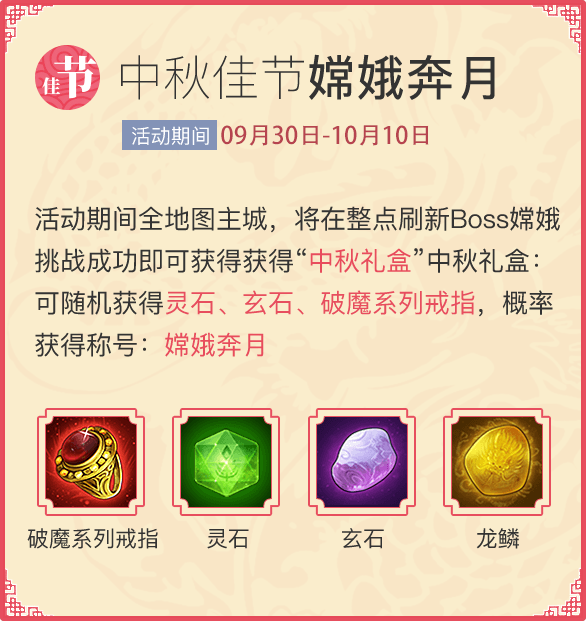 佳节
中秋佳节嫦娥奔月
活动期间 09月30日-10月10日
活动期间全地图主城，将在整点刷新Boss嫦娥
挑战成功即可获得获得“中秋礼盒”中秋礼盒：
可随机获得灵石、玄石、破魔系列戒指，概率
获得称号：嫦娥奔月
破魔系列戒指 灵石 玄石 龙鳞